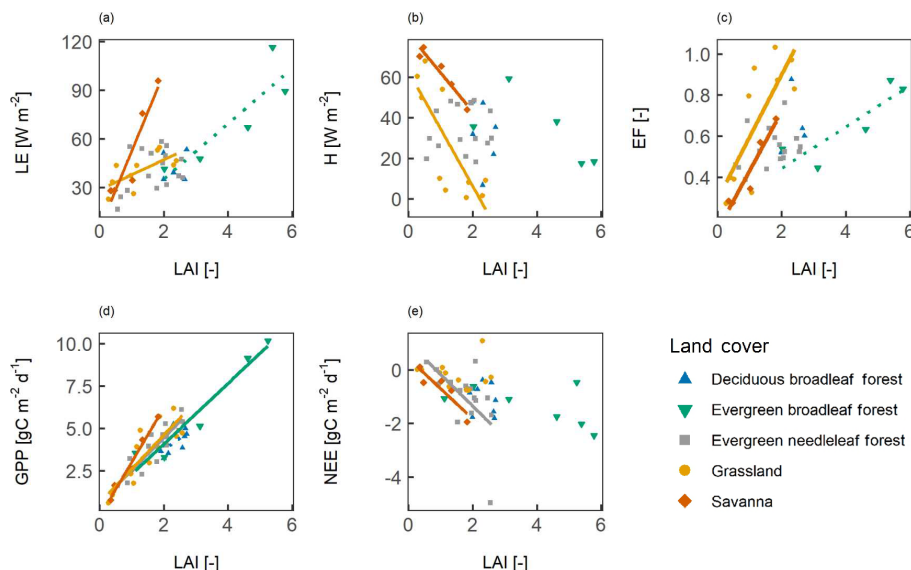 (a)
(b)
(c)
120
90
60
30
LE [W m⁻²]
0 2 4 6
LAI [-]
60
40
20
0
H [W m⁻²]
0 2 4 6
LAI [-]
1.0
0.8
0.6
0.4
EF [-]
0 2 4 6
LAI [-]
(d)
(e)
10.0
7.5
5.0
2.5
GPP [gC m⁻² d⁻¹]
0 2 4 6
LAI [-]
0
-2
-4
NEE [gC m⁻² d⁻¹]
0 2 4 6
LAI [-]
Land cover
Deciduous broadleaf forest
Evergreen broadleaf forest
Evergreen needleleaf forest
Grassland
Savanna